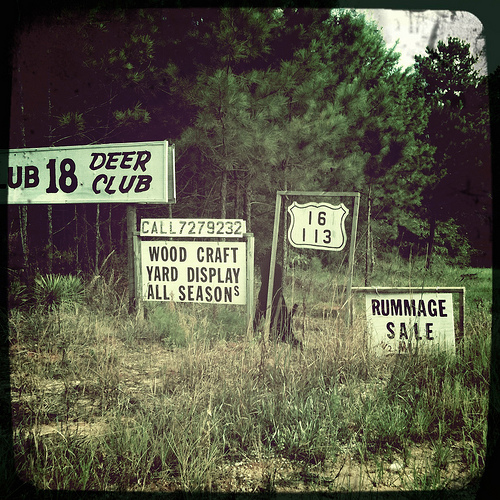 UB 18 DEER
CLUB
CALL7279232
WOOD CRAFT
YARD DISPLAY
ALL SEASONS
16
113
RUMMAGE
SALE